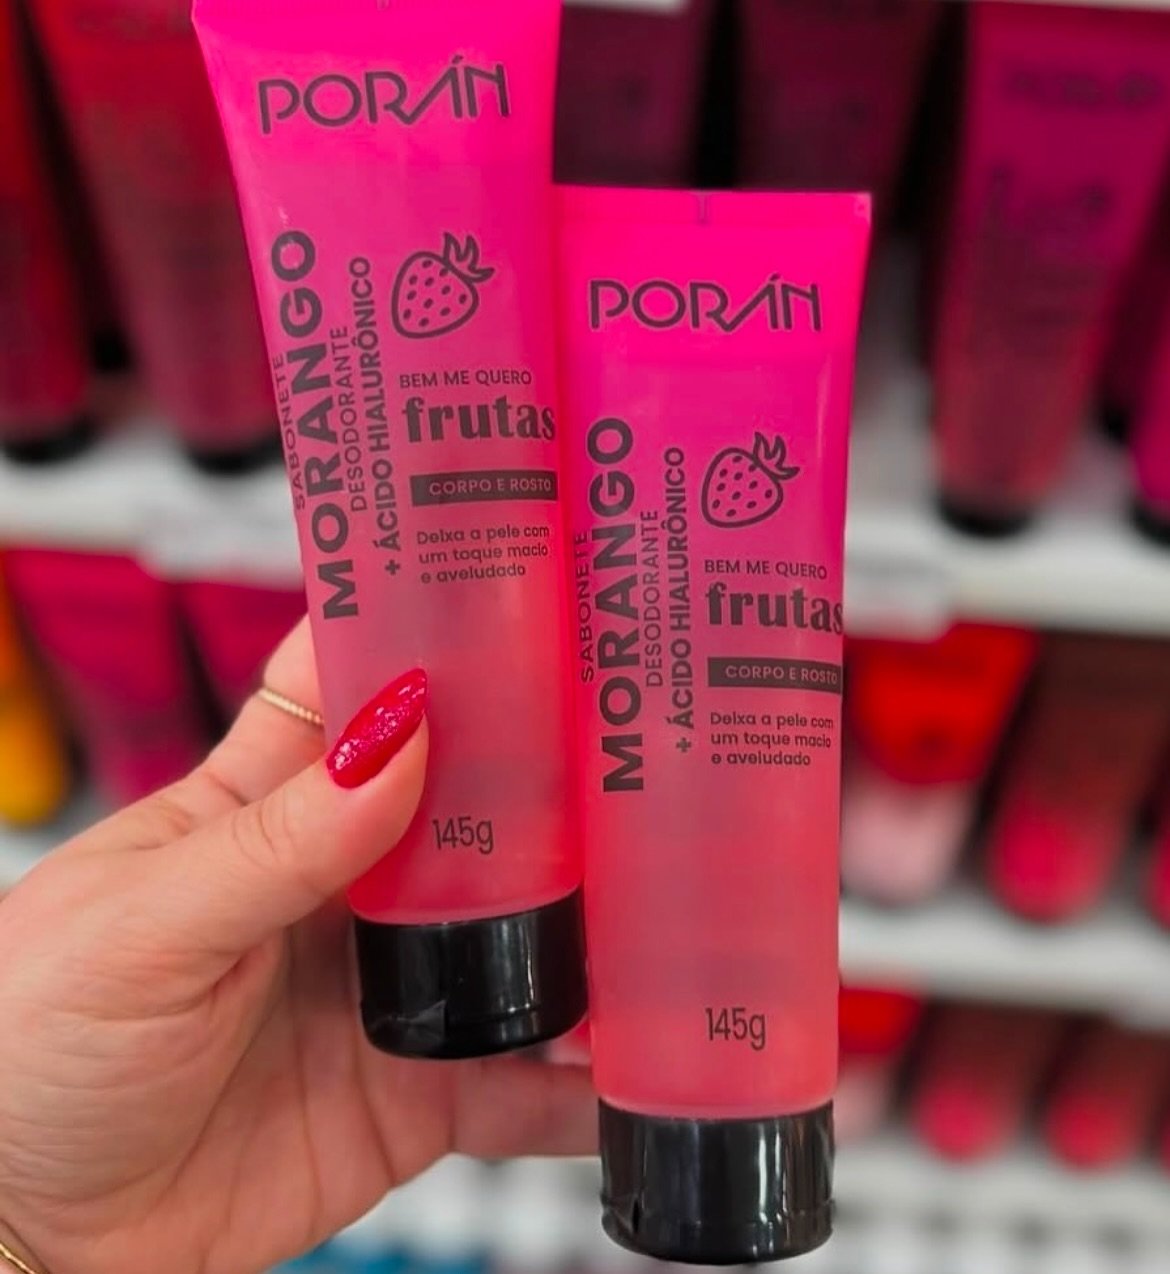 PORÁN
SABONETE
MORANGO
DESODORANTE
+ ÁCIDO HIALURÔNICO
BEM ME QUERO
frutas
CORPO E ROSTO
Deixa a pele com
um toque macio
e aveludado
145g
PORÁN
SABONETE
MORANGO
DESODORANTE
+ ÁCIDO HIALURÔNICO
BEM ME QUERO
frutas
CORPO E ROSTO
Deixa a pele com
um toque macio
e aveludado
145g